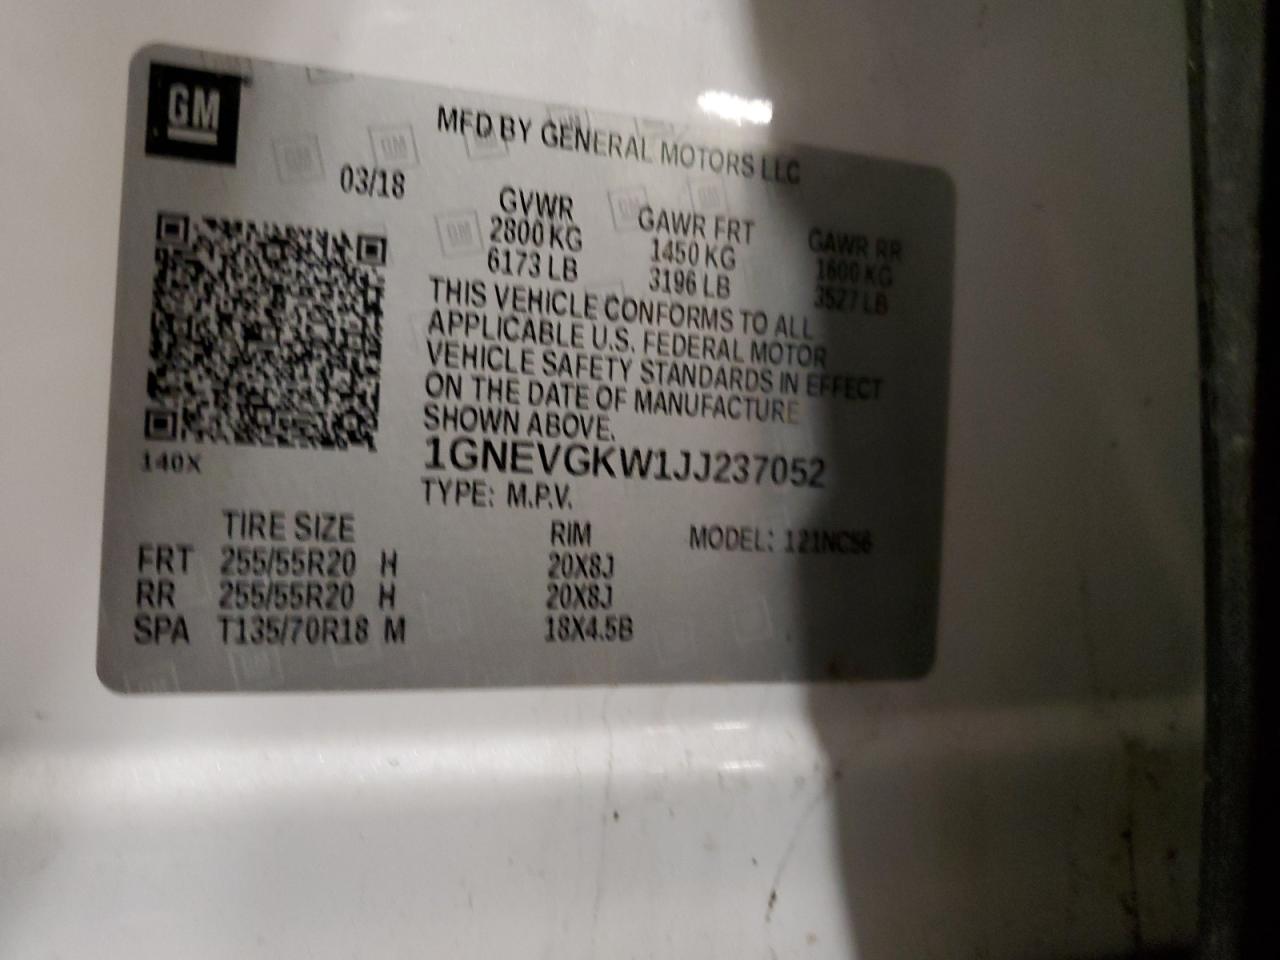 GM
MFD BY GENERAL MOTORS LLC
03/18
GVWR GAWR FRT GAWR RR
2800 KG 1450 KG 1600 KG
6173 LB 3196 LB 3527 LB
THIS VEHICLE CONFORMS TO ALL
APPLICABLE U.S. FEDERAL MOTOR
VEHICLE SAFETY STANDARDS IN EFFECT
ON THE DATE OF MANUFACTURE
SHOWN ABOVE.
140X
1GNEVGKW1JJ237052
TYPE: M.P.V.
TIRE SIZE RIM MODEL: 121NC56
FRT 255/55R20 H 20X8J
RR 255/55R20 H 20X8J
SPA T135/70R18 M 18X4.5B